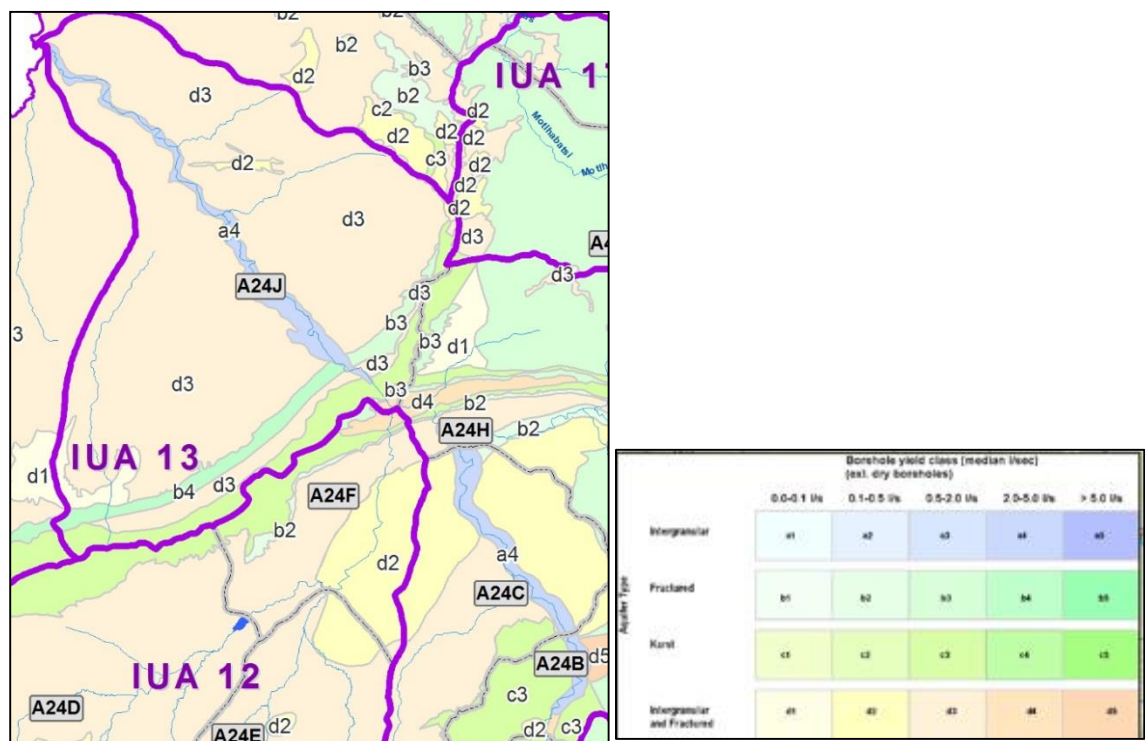 b2
b2
d2
b3
b2
IUA 17
d3
c2
d2
d2
d2
d2
c3
d2
d2
Motlhabatsi
d2
d2
d3
a4
d3
d3
A24J
d3
b3
b3
d1
3
d3
d3
b3
d4
b2
A24H
b2
IUA 13
d1
b4
d3
A24F
b2
d2
a4
A24C
IUA 12
A24B
d5
A24D
c3
d2
A24E
d2
c3
Borehole yield class (median l/sec)
(exl. dry boreholes)
0.0-0.1 l/s 0.1-0.5 l/s 0.5-2.0 l/s 2.0-5.0 l/s > 5.0 l/s
Aquifer Type
Intergranular a1 a2 a3 a4 a5
Fractured b1 b2 b3 b4 b5
Karst c1 c2 c3 c4 c5
Intergranular
and Fractured d1 d2 d3 d4 d5